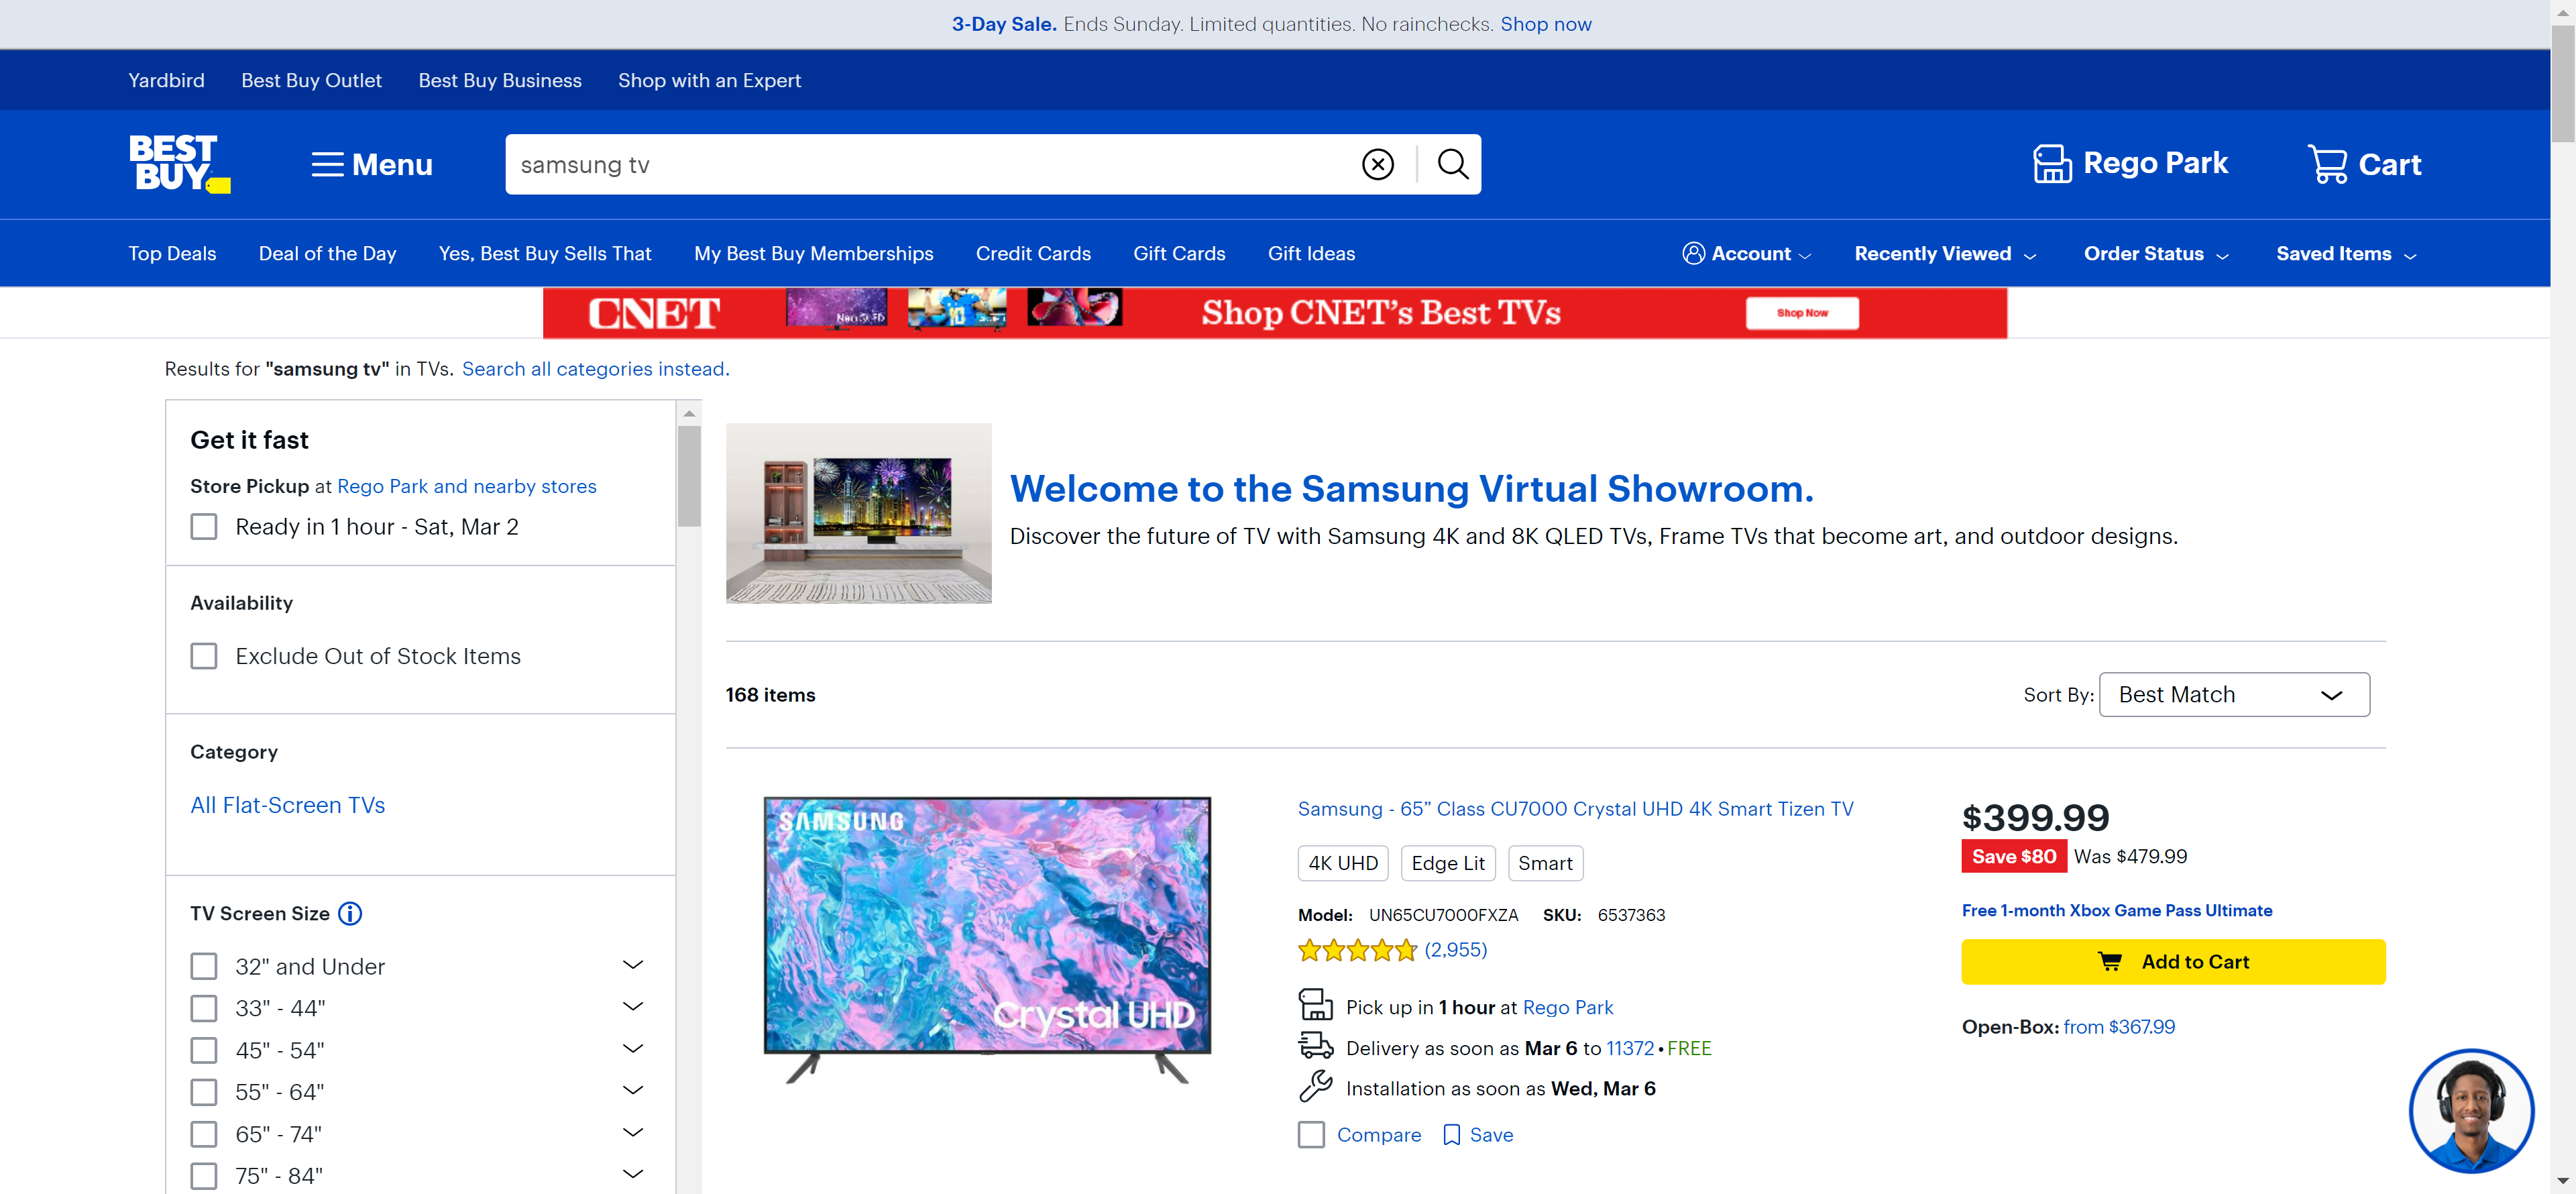 3-Day Sale. Ends Sunday. Limited quantities. No rainchecks. Shop now
Yardbird Best Buy Outlet Best Buy Business Shop with an Expert
BEST
BUY
Menu
samsung tv
Rego Park
Cart
Top Deals Deal of the Day Yes, Best Buy Sells That My Best Buy Memberships Credit Cards Gift Cards Gift Ideas
Account Recently Viewed Order Status Saved Items
CNET Shop CNET's Best TVs Shop Now
Results for "samsung tv" in TVs. Search all categories instead.
Get it fast
Store Pickup at Rego Park and nearby stores
Ready in 1 hour - Sat, Mar 2
Availability
Exclude Out of Stock Items
Category
All Flat-Screen TVs
TV Screen Size
32" and Under
33" - 44"
45" - 54"
55" - 64"
65" - 74"
75" - 84"
Welcome to the Samsung Virtual Showroom.
Discover the future of TV with Samsung 4K and 8K QLED TVs, Frame TVs that become art, and outdoor designs.
168 items
Sort By: Best Match
SAMSUNG
Crystal UHD
Samsung - 65” Class CU7000 Crystal UHD 4K Smart Tizen TV
4K UHD Edge Lit Smart
Model: UN65CU7000FXZA SKU: 6537363
(2,955)
Pick up in 1 hour at Rego Park
Delivery as soon as Mar 6 to 11372 • FREE
Installation as soon as Wed, Mar 6
Compare Save
$399.99
Save $80 Was $479.99
Free 1-month Xbox Game Pass Ultimate
Add to Cart
Open-Box: from $367.99